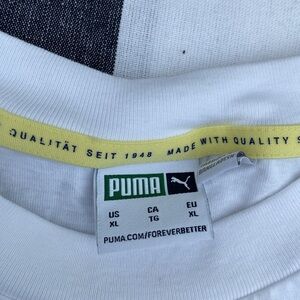 QUALITÄT SEIT 1948 MADE WITH QUALITY S
PUMA
US CA EU
XL TG XL
PUMA.COM/FOREVERBETTER